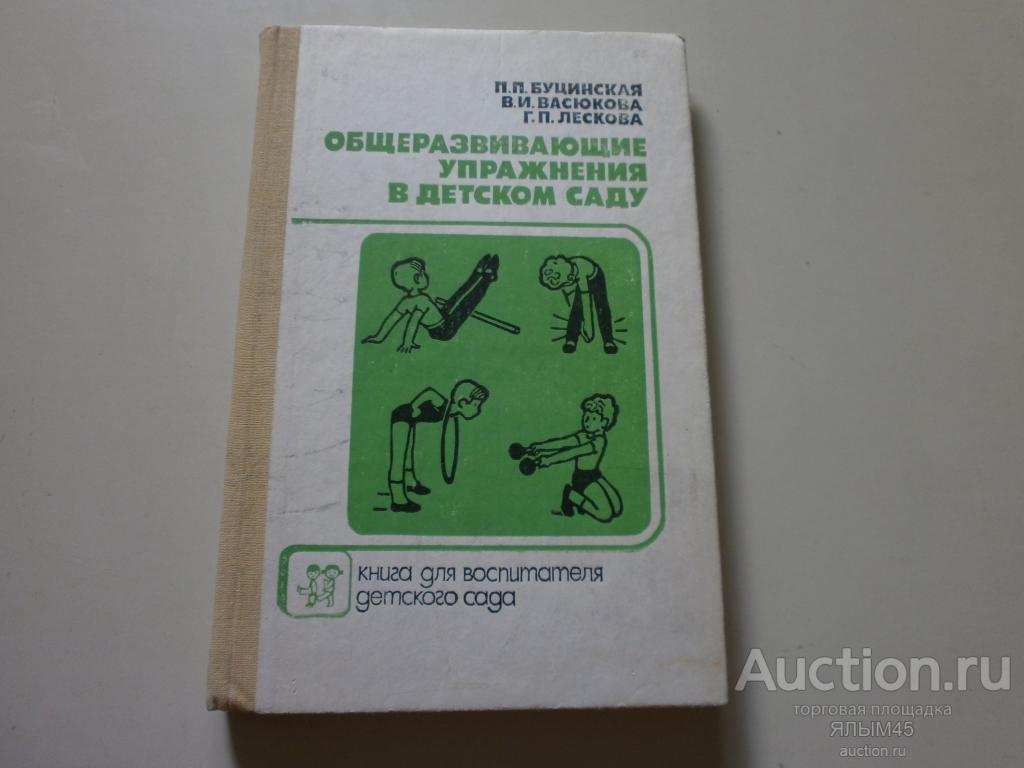 П.П.БУЦИНСКАЯ
В.И.ВАСЮКОВА
Г.П.ЛЕСКОВА
ОБЩЕРАЗВИВАЮЩИЕ
УПРАЖНЕНИЯ
В ДЕТСКОМ САДУ
книга для воспитателя
детского сада
Auction.ru
торговая площадка
ЯЛЫМ45
auction.ru